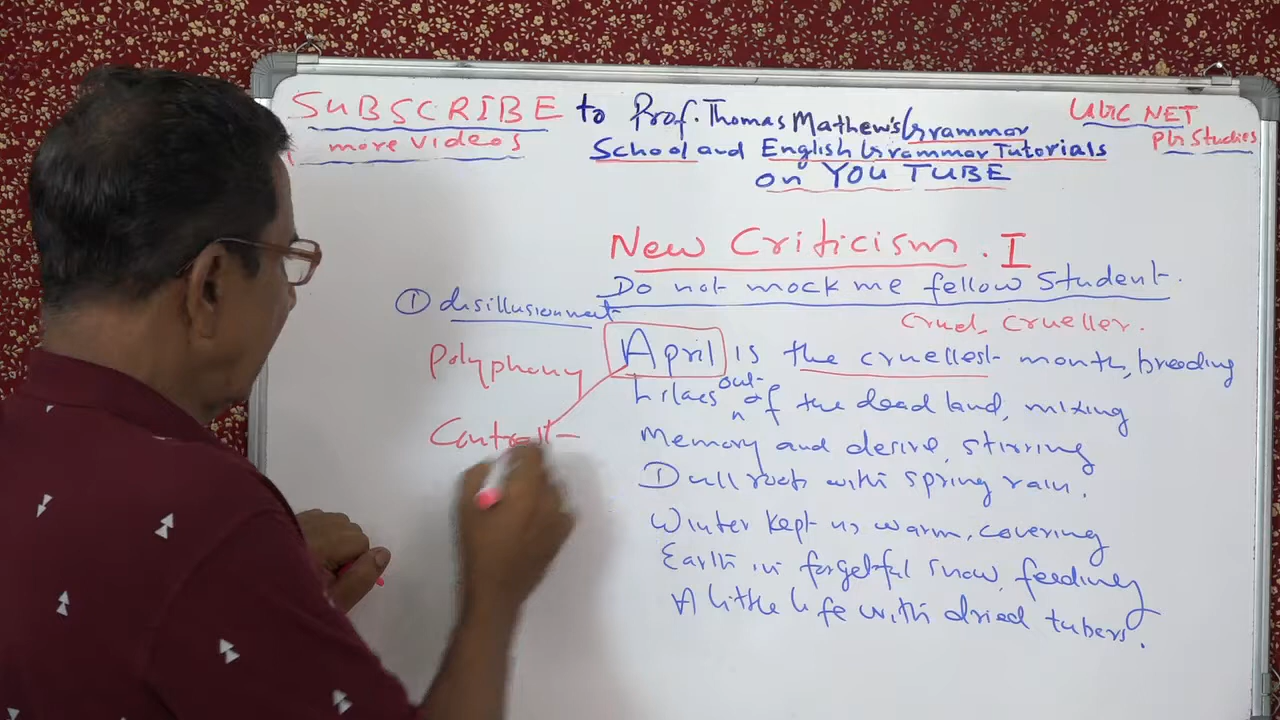 SUBSCRIBE to Prof. Thomas Mathew's Grammar
more videos
School and English Grammar Tutorials
on YOU TUBE
UGC NET
PG Studies
New Criticism. I
Do not mock me fellow Student.
① disillusionment
cruel, crueller.
Polyphony
April is the cruellest month, breeding
Lilacs out of the dead land, mixing
Contrast -
Memory and desire, stirring
Dull roots with spring rain.
Winter kept us warm, covering
Earth in forgetful snow, feeding
A little life with dried tubers.